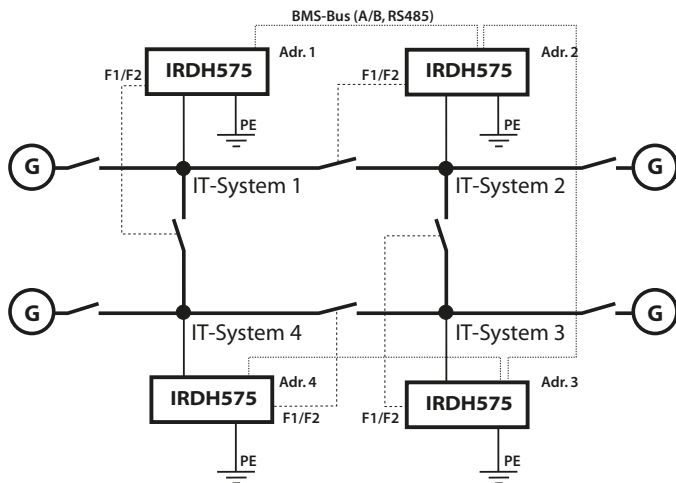 BMS-Bus (A/B, RS485)
IRDH575
Adr. 1
IRDH575
Adr. 2
F1/F2
F1/F2
PE
PE
G
G
IT-System 1
IT-System 2
G
G
IT-System 4
IT-System 3
IRDH575
Adr. 4
IRDH575
Adr. 3
F1/F2
F1/F2
PE
PE